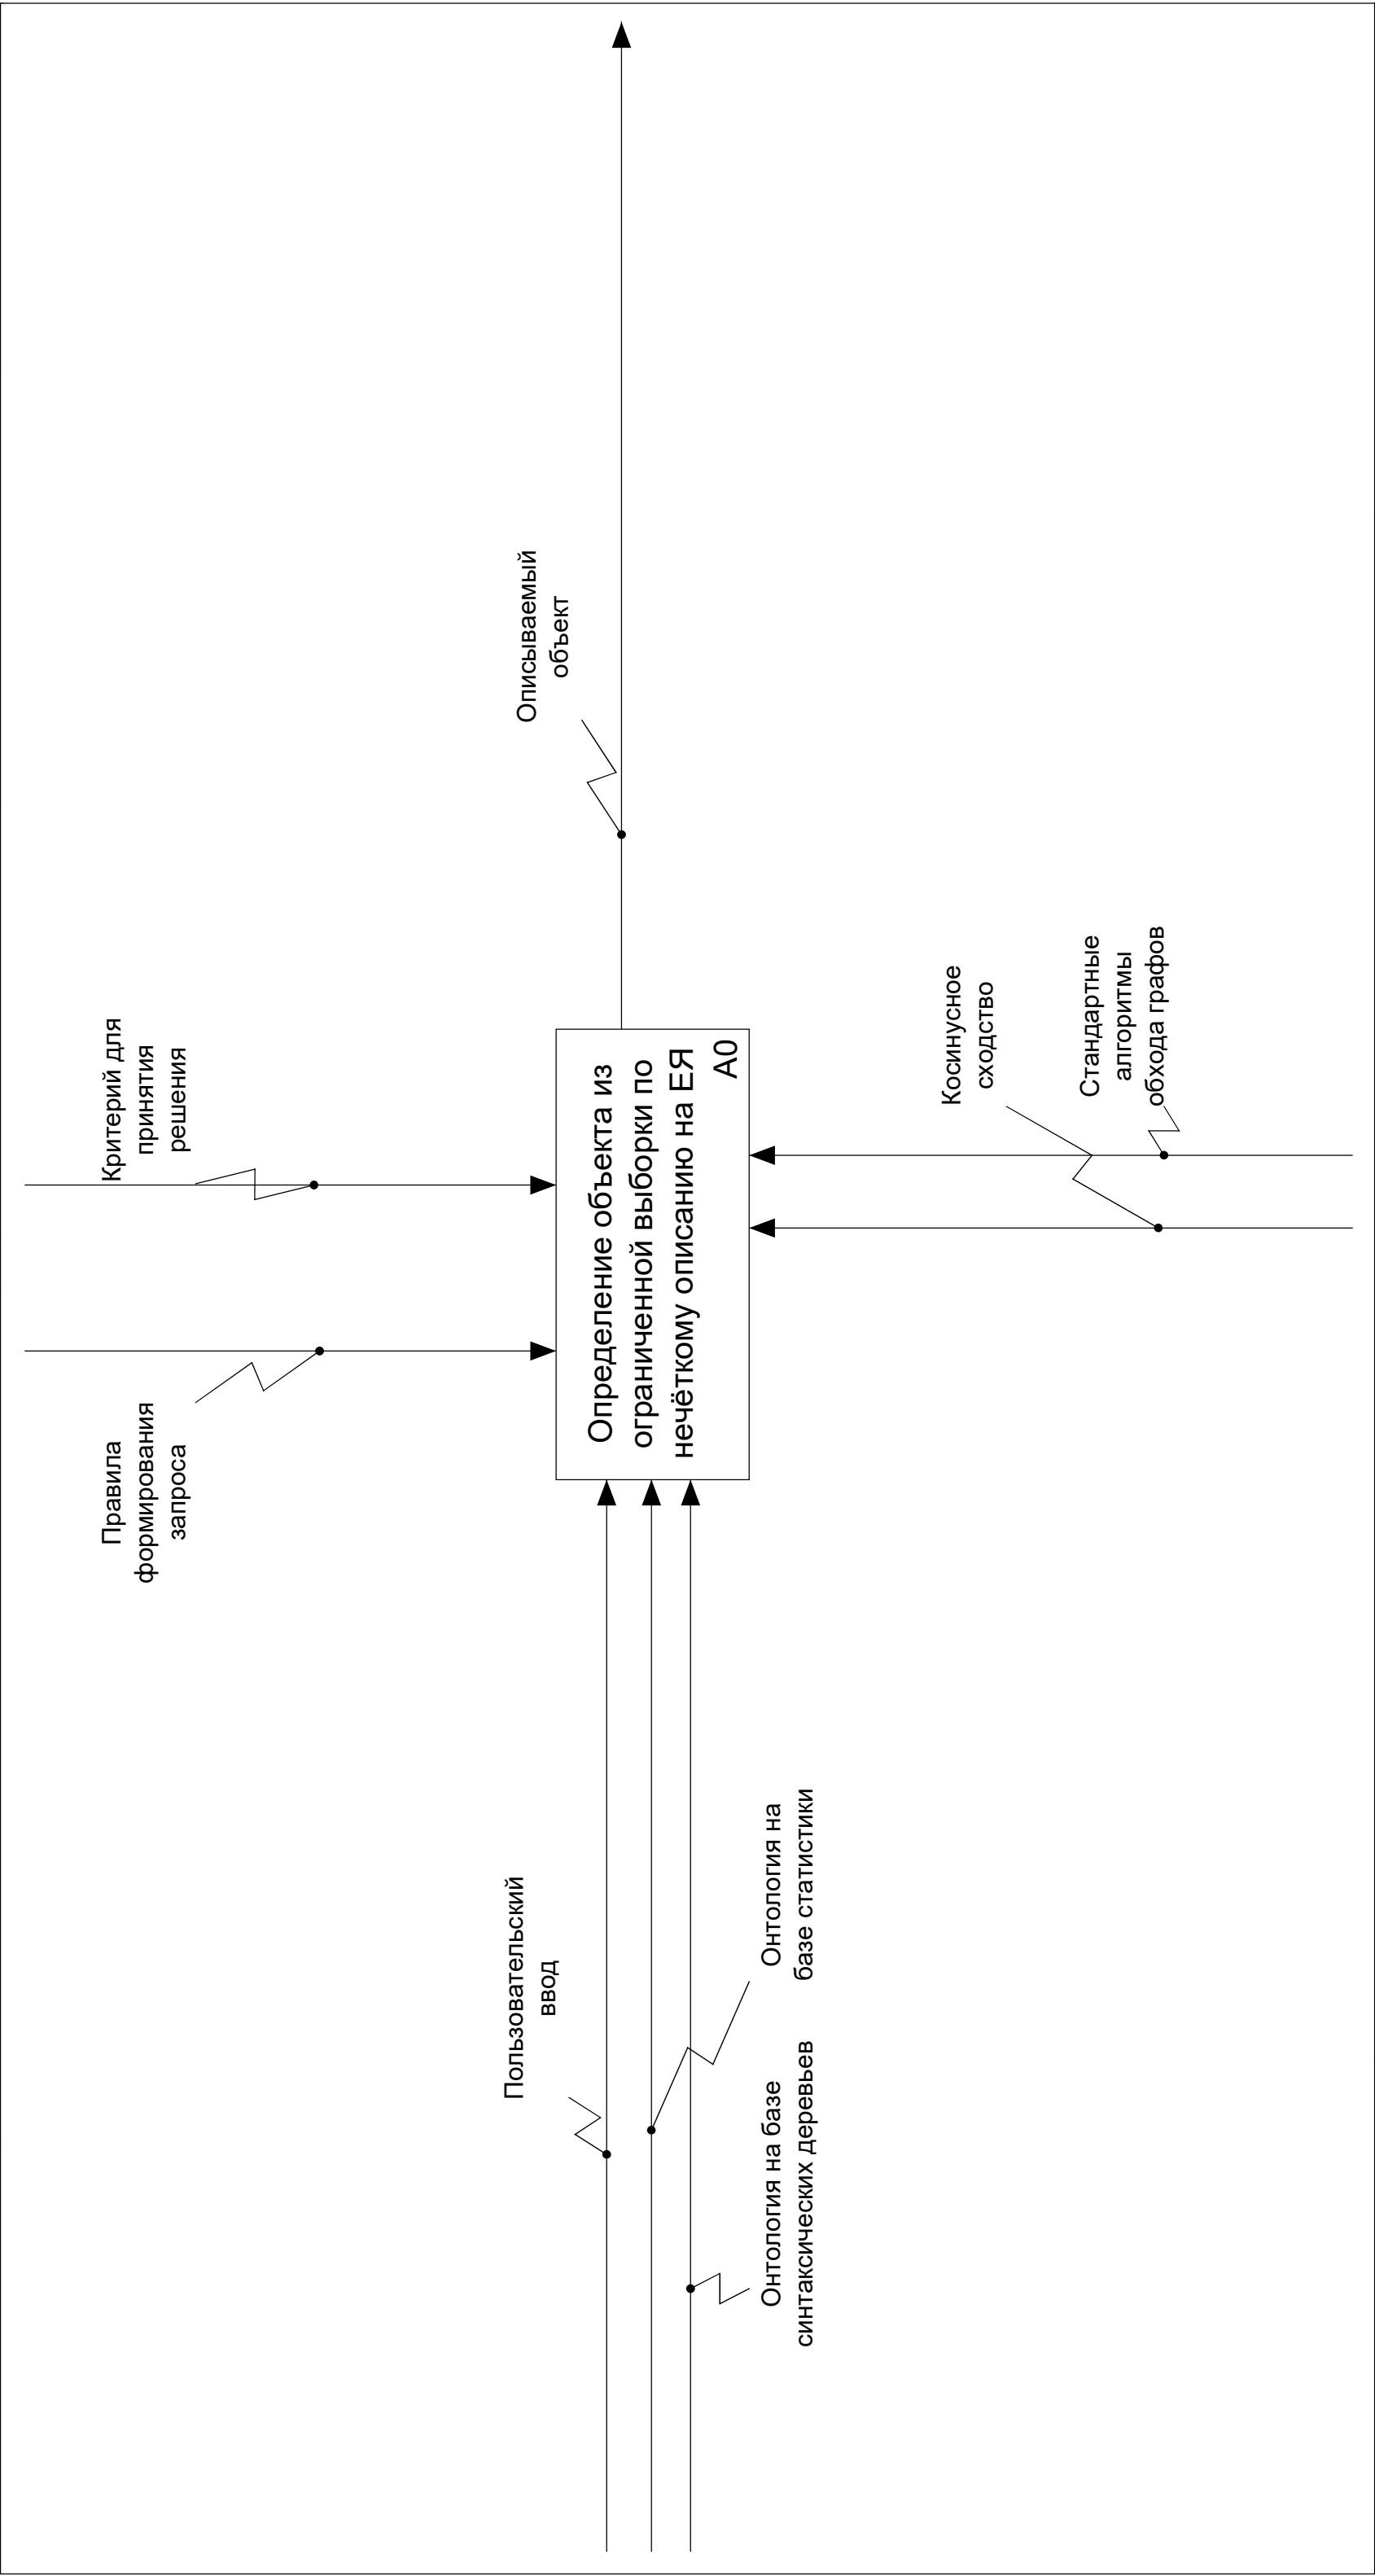 Правила
формирования
запроса
Критерий для
принятия
решения
Пользовательский
ввод
Онтология на базе
синтаксических деревьев
Онтология на
базе статистики
Определение объекта из
ограниченной выборки по
нечёткому описанию на ЕЯ
А0
Описываемый
объект
Косинусное
сходство
Стандартные
алгоритмы
обхода графов